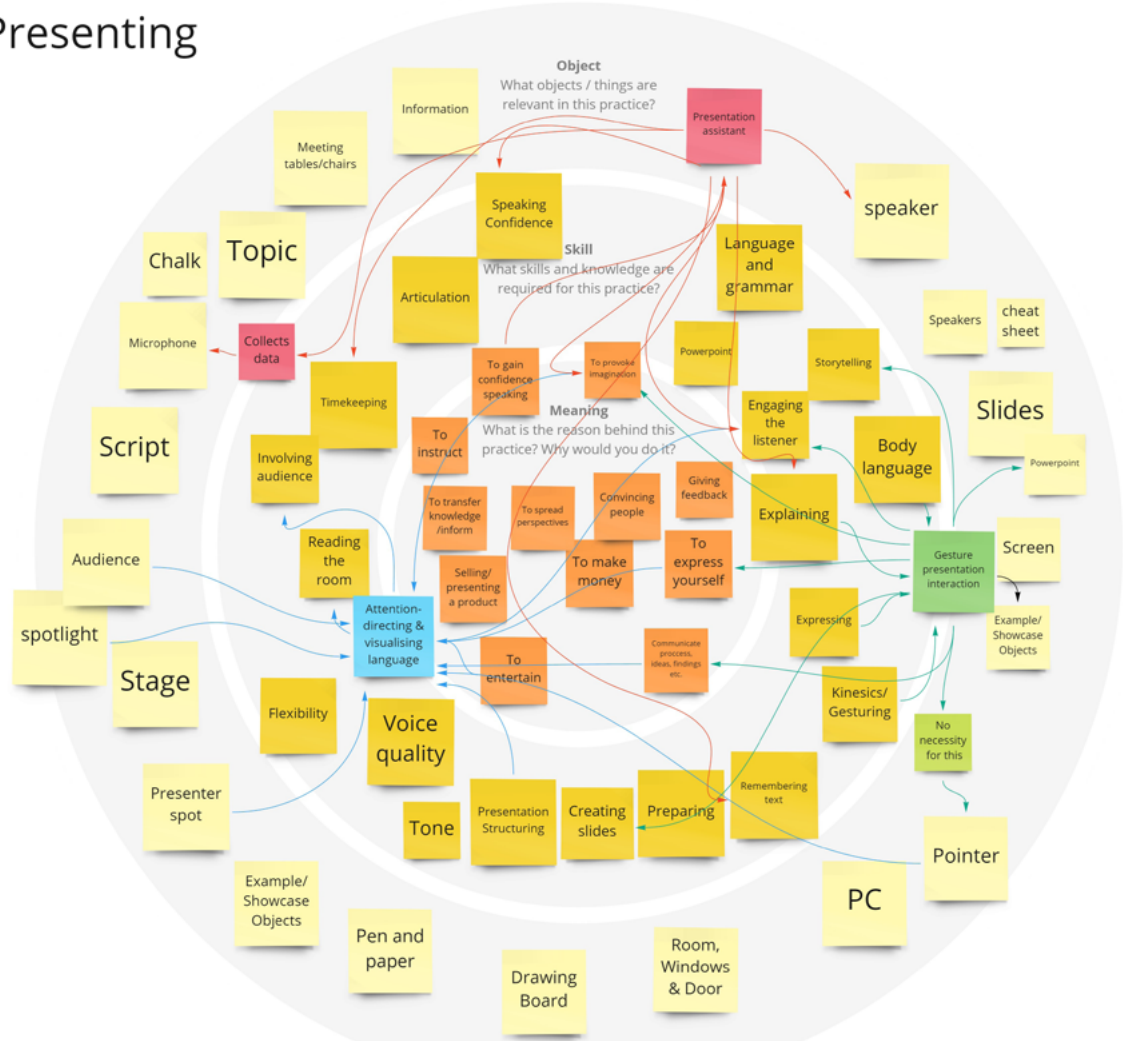 Presenting
Object
What objects / things are
relevant in this practice?
Information
Presentation
assistant
Meeting
tables/chairs
speaker
Speaking
Confidence
Topic
Chalk
Skill
What skills and knowledge are
required for this practice?
Language
and
grammar
Articulation
Microphone
Collects
data
Speakers
cheat
sheet
Powerpoint
Storytelling
To gain
confidence
speaking
To provoke
imagination
Timekeeping
Meaning
What is the reason behind this
practice? Why would you do it?
Engaging
the
listener
Slides
Script
To
instruct
Involving
audience
Body
language
Powerpoint
Giving
feedback
To transfer
knowledge
/inform
To spread
perspectives
Convincing
people
Explaining
Audience
Reading
the
room
Selling/
presenting
a product
To make
money
To
express
yourself
Gesture
presentation
interaction
Screen
spotlight
Attention-
directing &
visualising
language
Expressing
Example/
Showcase
Objects
Stage
To
entertain
Communicate
proccess,
ideas, findings
etc.
Kinesics/
Gesturing
Flexibility
Voice
quality
No
necessity
for this
Presenter
spot
Tone
Presentation
Structuring
Creating
slides
Preparing
Remembering
text
Pointer
Example/
Showcase
Objects
PC
Pen and
paper
Drawing
Board
Room,
Windows
& Door